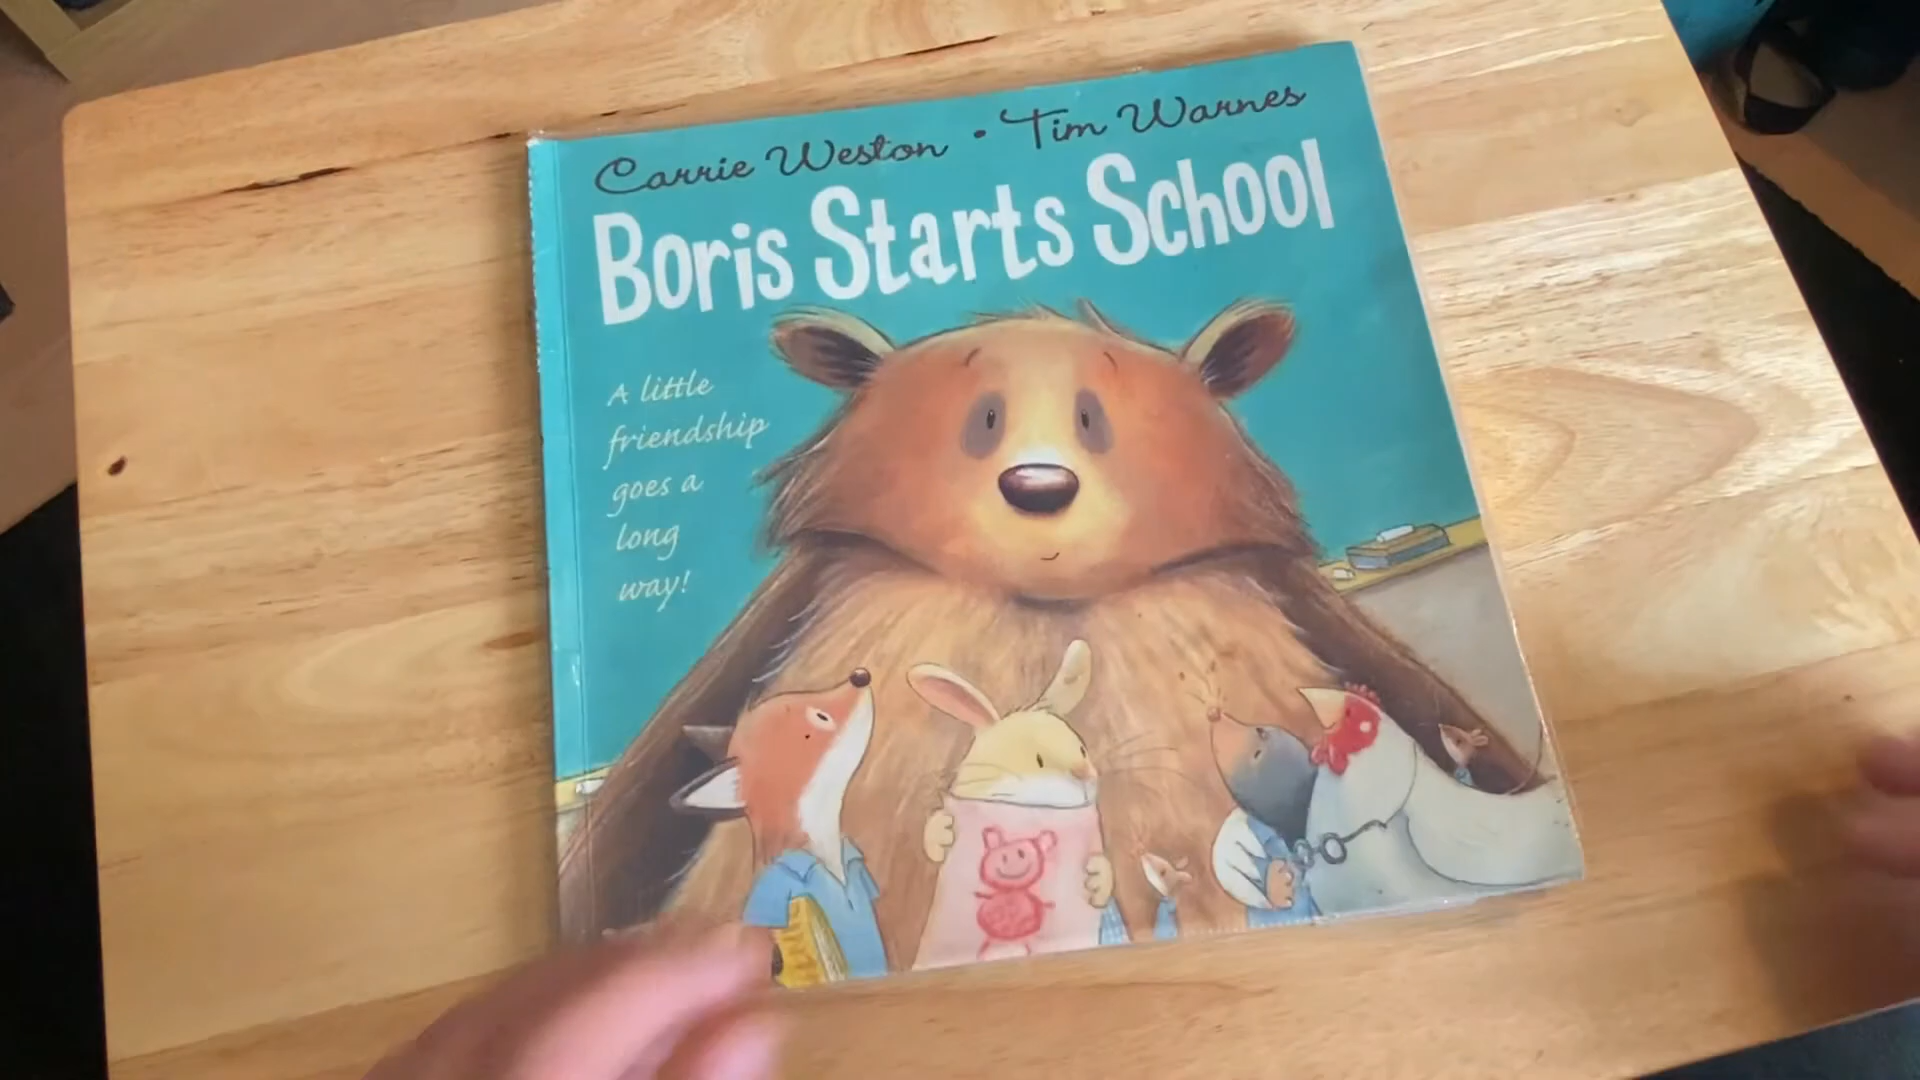 Carrie Weston • Tim Warnes
Boris Starts School
A little
friendship
goes a
long
way!